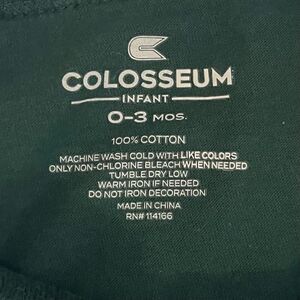 COLOSSEUM
INFANT
0-3 MOS.
100% COTTON
MACHINE WASH COLD WITH LIKE COLORS
ONLY NON-CHLORINE BLEACH WHEN NEEDED
TUMBLE DRY LOW
WARM IRON IF NEEDED
DO NOT IRON DECORATION
MADE IN CHINA
RN# 114166